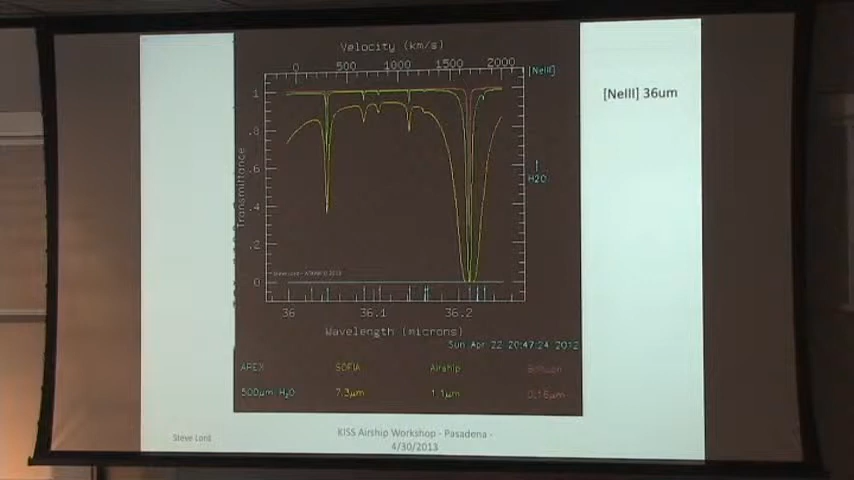 Velocity (km/s)
0 500 1000 1500 2000
[NeIII]
[NeIII] 36um
1
.8
.6
.4
.2
0
Transmittance
H2O
36 36.1 36.2
Wavelength (microns)
Sun Apr 22 20:47:24 2012
APEX SOFIA Airship
500µm H₂O 7.3µm 1.1µm 0.16µm
Steve Lord
KISS Airship Workshop - Pasadena -
4/30/2013